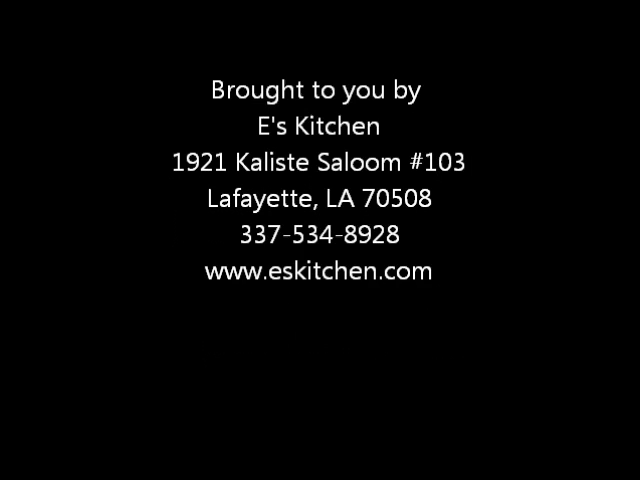 Brought to you by
E's Kitchen
1921 Kaliste Saloom #103
Lafayette, LA 70508
337-534-8928
www.eskitchen.com